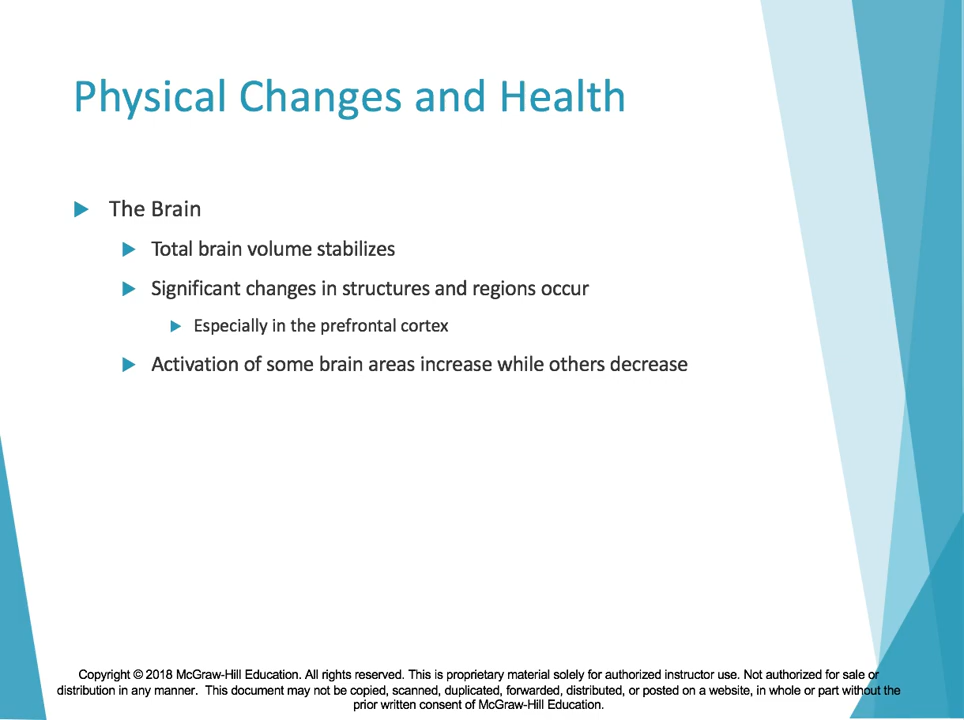 Physical Changes and Health
The Brain
Total brain volume stabilizes
Significant changes in structures and regions occur
Especially in the prefrontal cortex
Activation of some brain areas increase while others decrease
Copyright © 2018 McGraw-Hill Education. All rights reserved. This is proprietary material solely for authorized instructor use. Not authorized for sale or
distribution in any manner. This document may not be copied, scanned, duplicated, forwarded, distributed, or posted on a website, in whole or part without the
prior written consent of McGraw-Hill Education.